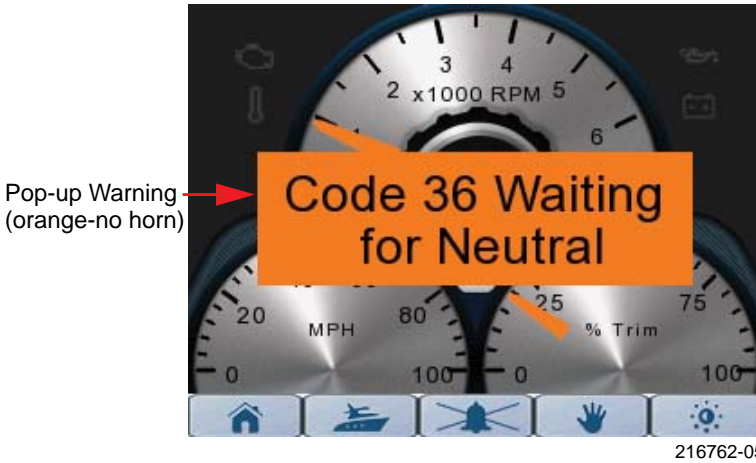 3 4
2 x1000 RPM 5
6
Pop-up Warning
(orange-no horn)
Code 36 Waiting
for Neutral
20 MPH 80
25 % Trim 75
0 100
0 100
216762-05